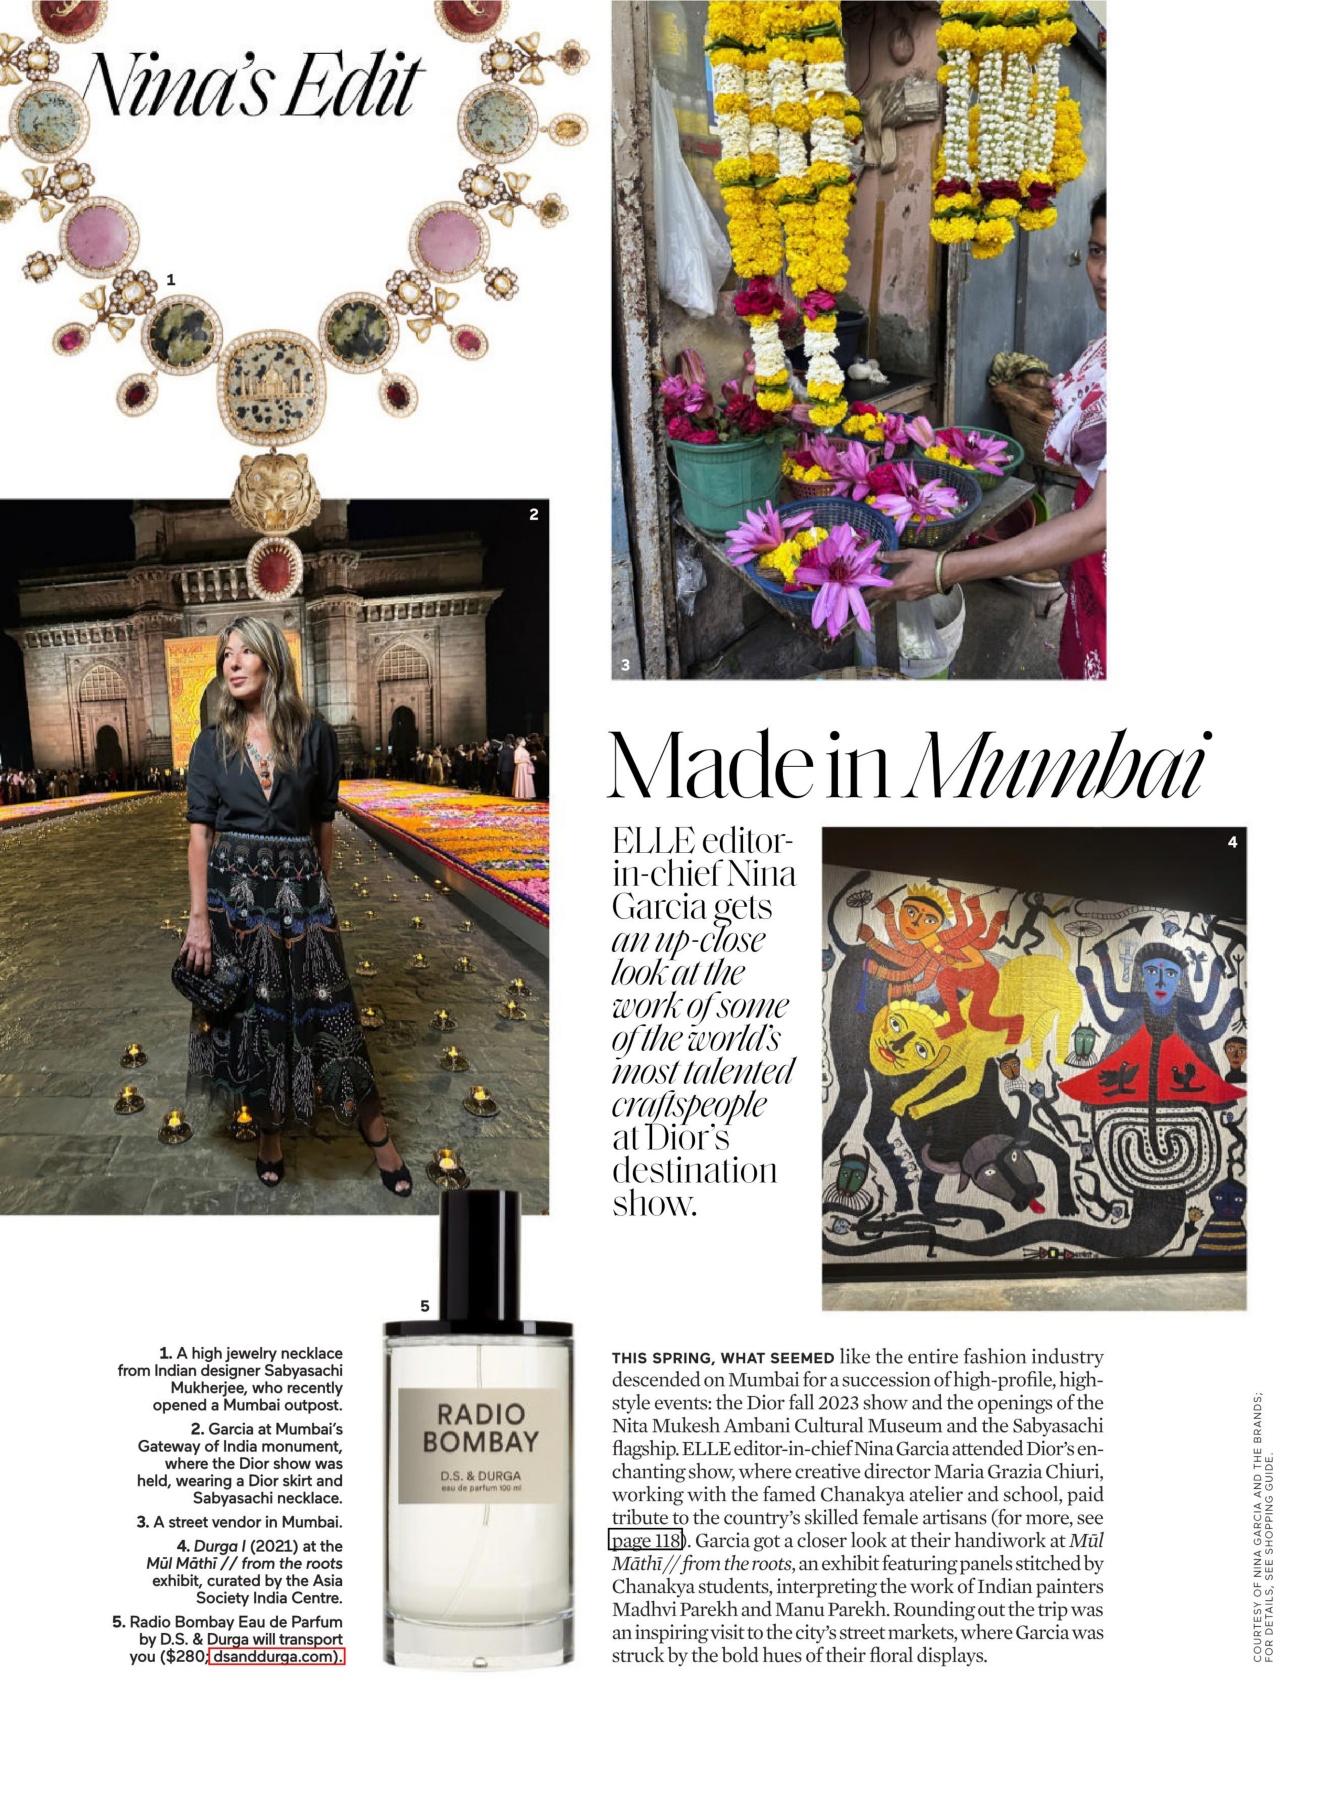 Nina's Edit
1
2
3
Made in Mumbai
ELLE editor-
in-chief Nina
Garcia gets
an up-close
look at the
work of some
of the world's
most talented
craftspeople
at Dior's
destination
show.
4
5
RADIO
BOMBAY
D.S. & DURGA
eau de parfum 100 ml
1. A high jewelry necklace
from Indian designer Sabyasachi
Mukherjee, who recently
opened a Mumbai outpost.
2. Garcia at Mumbai's
Gateway of India monument,
where the Dior show was
held, wearing a Dior skirt and
Sabyasachi necklace.
3. A street vendor in Mumbai.
4. Durga I (2021) at the
Mūl Māthī // from the roots
exhibit, curated by the Asia
Society India Centre.
5. Radio Bombay Eau de Parfum
by D.S. & Durga will transport
you ($280; dsanddurga.com).
THIS SPRING, WHAT SEEMED like the entire fashion industry
descended on Mumbai for a succession of high-profile, high-
style events: the Dior fall 2023 show and the openings of the
Nita Mukesh Ambani Cultural Museum and the Sabyasachi
flagship. ELLE editor-in-chief Nina Garcia attended Dior's en-
chanting show, where creative director Maria Grazia Chiuri,
working with the famed Chanakya atelier and school, paid
tribute to the country's skilled female artisans (for more, see
page 118). Garcia got a closer look at their handiwork at Mūl
Māthī // from the roots, an exhibit featuring panels stitched by
Chanakya students, interpreting the work of Indian painters
Madhvi Parekh and Manu Parekh. Rounding out the trip was
an inspiring visit to the city's street markets, where Garcia was
struck by the bold hues of their floral displays.
COURTESY OF NINA GARCIA AND THE BRANDS;
FOR DETAILS, SEE SHOPPING GUIDE.